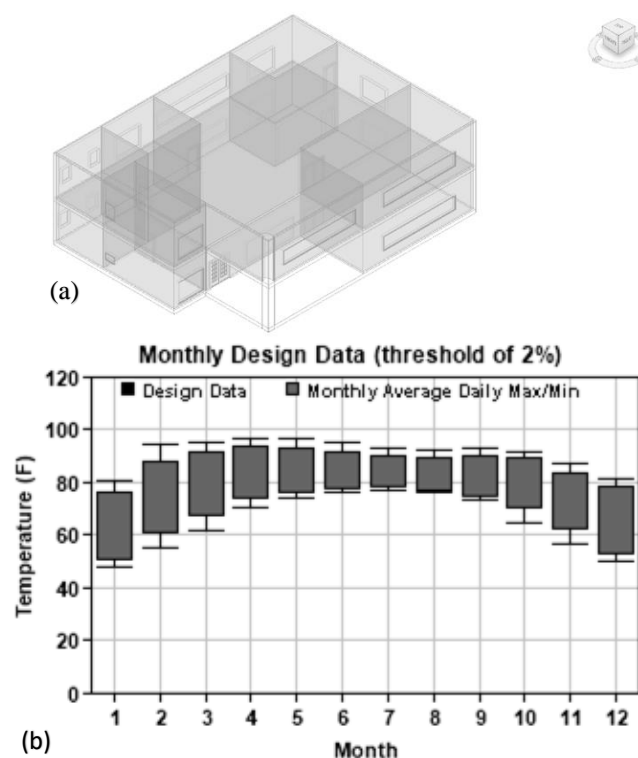 (a)
Monthly Design Data (threshold of 2%)
Design Data Monthly Average Daily Max/Min
120
100
80
60
40
20
0
Temperature (F)
1 2 3 4 5 6 7 8 9 10 11 12
Month
(b)